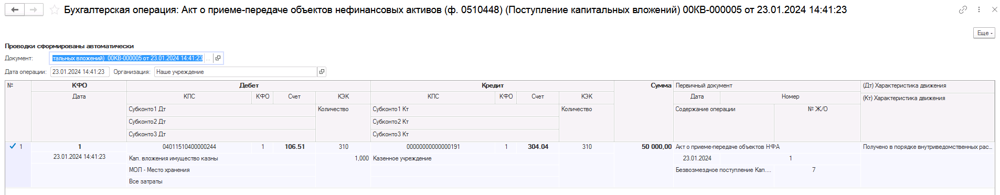 Бухгалтерская операция: Акт о приеме-передаче объектов нефинансовых активов (ф. 0510448) (Поступление капитальных вложений) 00КВ-000005 от 23.01.2024 14:41:23
Еще
Проводки сформированы автоматически
Документ: тальных вложений) 00КВ-000005 от 23.01.2024 14:41:23 ...
Дата операции: 23.01.2024 14:41:23 Организация: Наше учреждение
№ КФО Дебет Кредит Сумма Первичный документ (Дт) Характеристика движения
Дата КПС КФО Счет КЭК КПС КФО Счет КЭК Дата Номер (Кт) Характеристика движения
Субконто1 Дт Количество Субконто1 Кт Количество Содержание операции № Ж/О
Субконто2 Дт Субконто2 Кт
Субконто3 Дт Субконто3 Кт
1 1 04011510400000244 1 106.51 310 00000000000000191 1 304.04 310 50 000,00 Акт о приеме-передаче объектов НФА Получено в порядке внутриведомственных рас...
23.01.2024 14:41:23 Кап. вложения имущество казны 1,000 Казенное учреждение 23.01.2024 1
МОЛ - Место хранения Безвозмездное поступление Кап.... 7
Все затраты